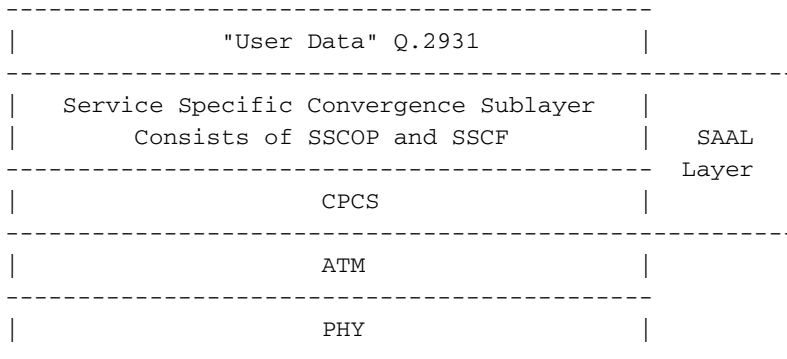 "User Data" Q.2931
Service Specific Convergence Sublayer
Consists of SSCOP and SSCF
SAAL
Layer
CPCS
ATM
PHY